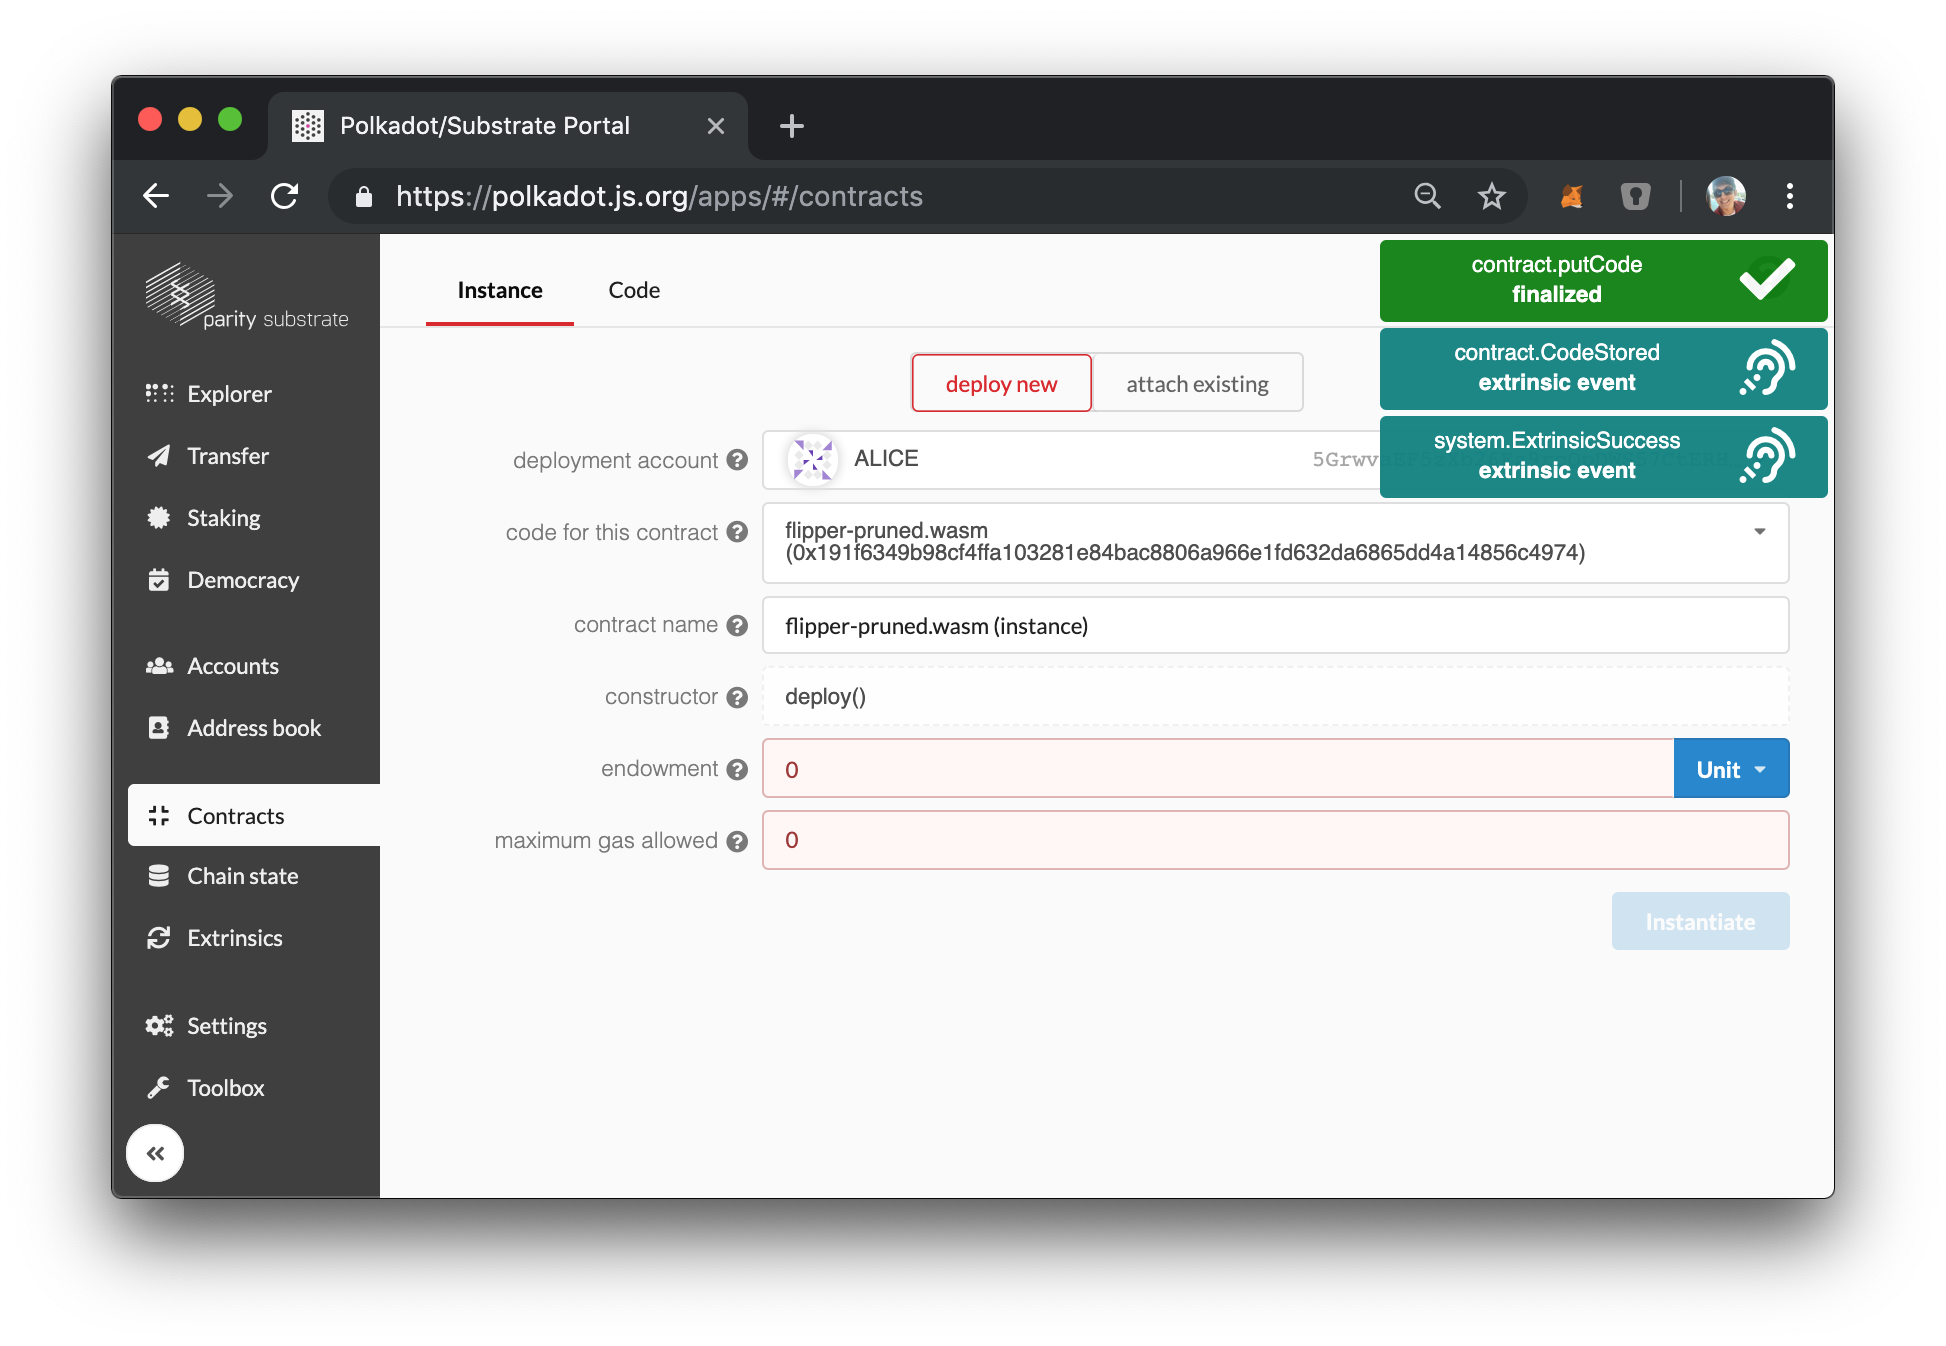 Polkadot/Substrate Portal
https://polkadot.js.org/apps/#/contracts
parity substrate
Explorer
Transfer
Staking
Democracy
Accounts
Address book
Contracts
Chain state
Extrinsics
Settings
Toolbox
Instance
Code
contract.putCode
finalized
contract.CodeStored
extrinsic event
system.ExtrinsicSuccess
extrinsic event
deploy new
attach existing
deployment account
ALICE
code for this contract
flipper-pruned.wasm
(0x191f6349b98cf4ffa103281e84bac8806a966e1fd632da6865dd4a14856c4974)
contract name
flipper-pruned.wasm (instance)
constructor
deploy()
endowment
0
Unit
maximum gas allowed
0
Instantiate